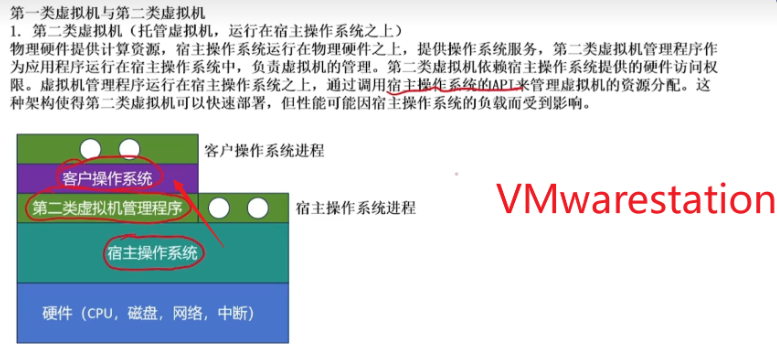 第一类虚拟机与第二类虚拟机
1. 第二类虚拟机（托管虚拟机，运行在宿主操作系统之上）
物理硬件提供计算资源，宿主操作系统运行在物理硬件之上，提供操作系统服务，第二类虚拟机管理程序作
为应用程序运行在宿主操作系统中，负责虚拟机的管理。第二类虚拟机依赖宿主操作系统提供的硬件访问权
限。虚拟机管理程序运行在宿主操作系统之上，通过调用宿主操作系统的API来管理虚拟机的资源分配。这
种架构使得第二类虚拟机可以快速部署，但性能可能因宿主操作系统的负载而受到影响。
客户操作系统进程
客户操作系统
第二类虚拟机管理程序
宿主操作系统进程
VMwarestation
宿主操作系统
硬件（CPU，磁盘，网络，中断）